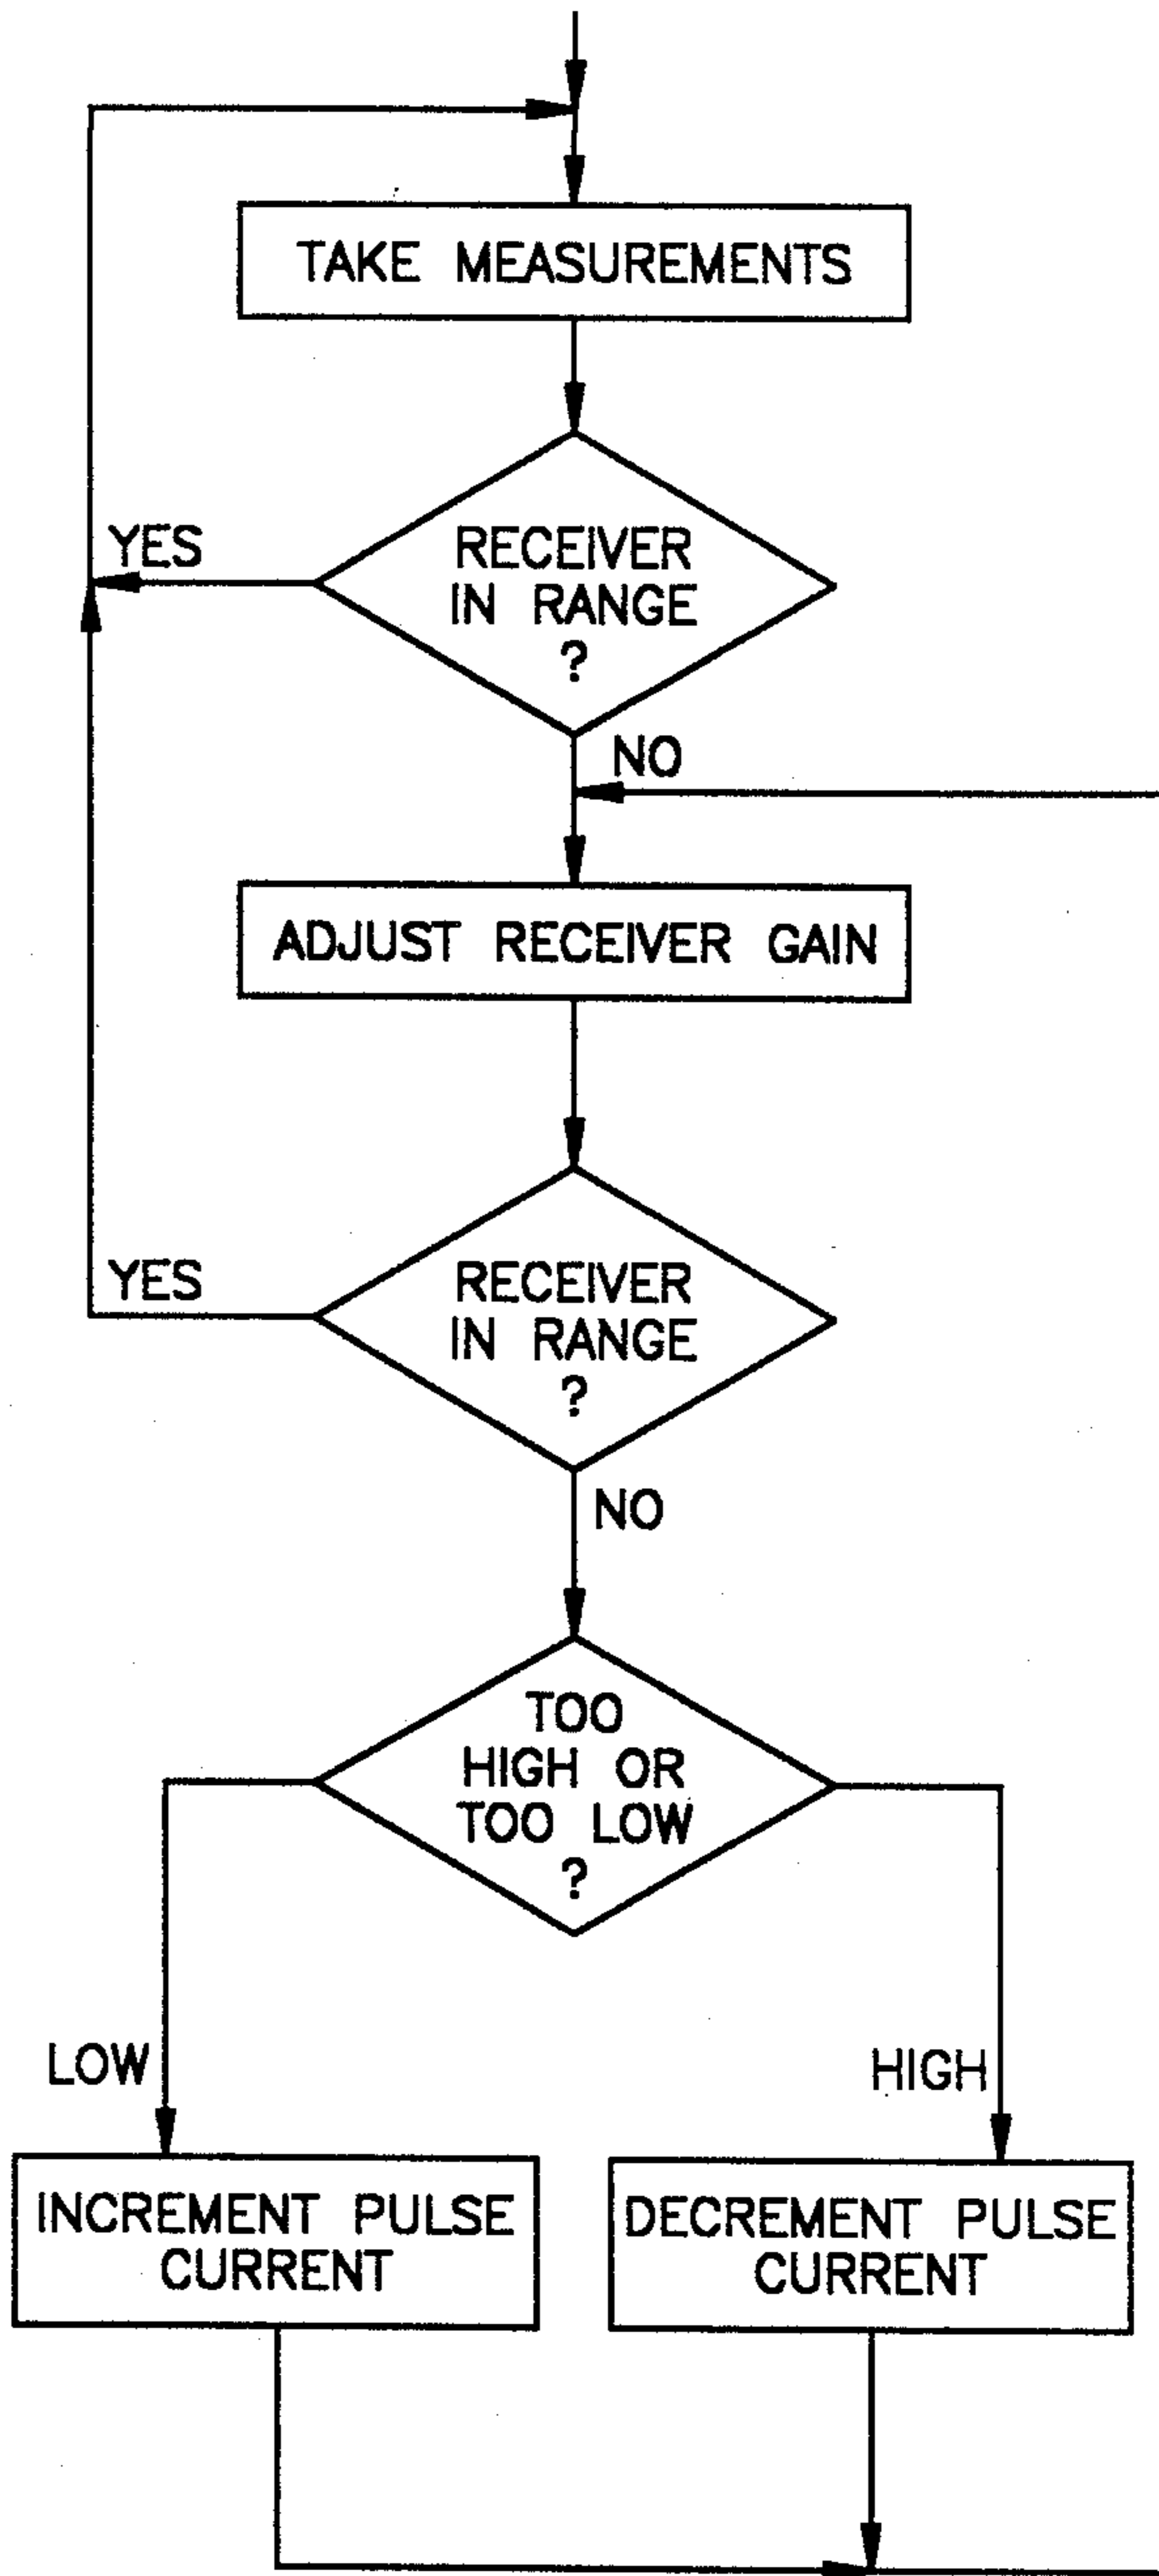 TAKE MEASUREMENTS
YES
RECEIVER
IN RANGE
?
NO
ADJUST RECEIVER GAIN
YES
RECEIVER
IN RANGE
?
NO
TOO
HIGH OR
TOO LOW
?
LOW
HIGH
INCREMENT PULSE
CURRENT
DECREMENT PULSE
CURRENT